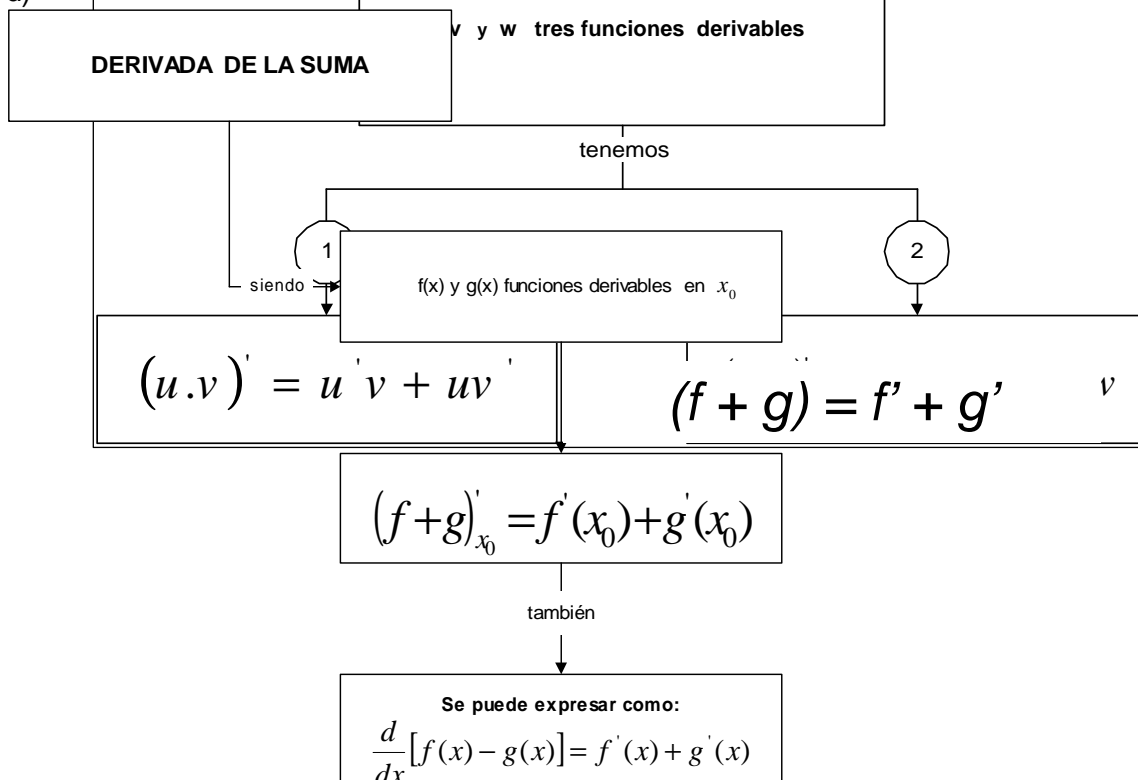 v y w tres funciones derivables
DERIVADA DE LA SUMA
tenemos
1
2
siendo
f(x) y g(x) funciones derivables en x₀
(u.v)' = u'v + uv'
(f + g) = f’ + g’
v
(f+g)'ₓ₀ = f'(x₀)+g'(x₀)
también
Se puede expresar como:
d/dx [f(x) − g(x)] = f'(x) + g'(x)